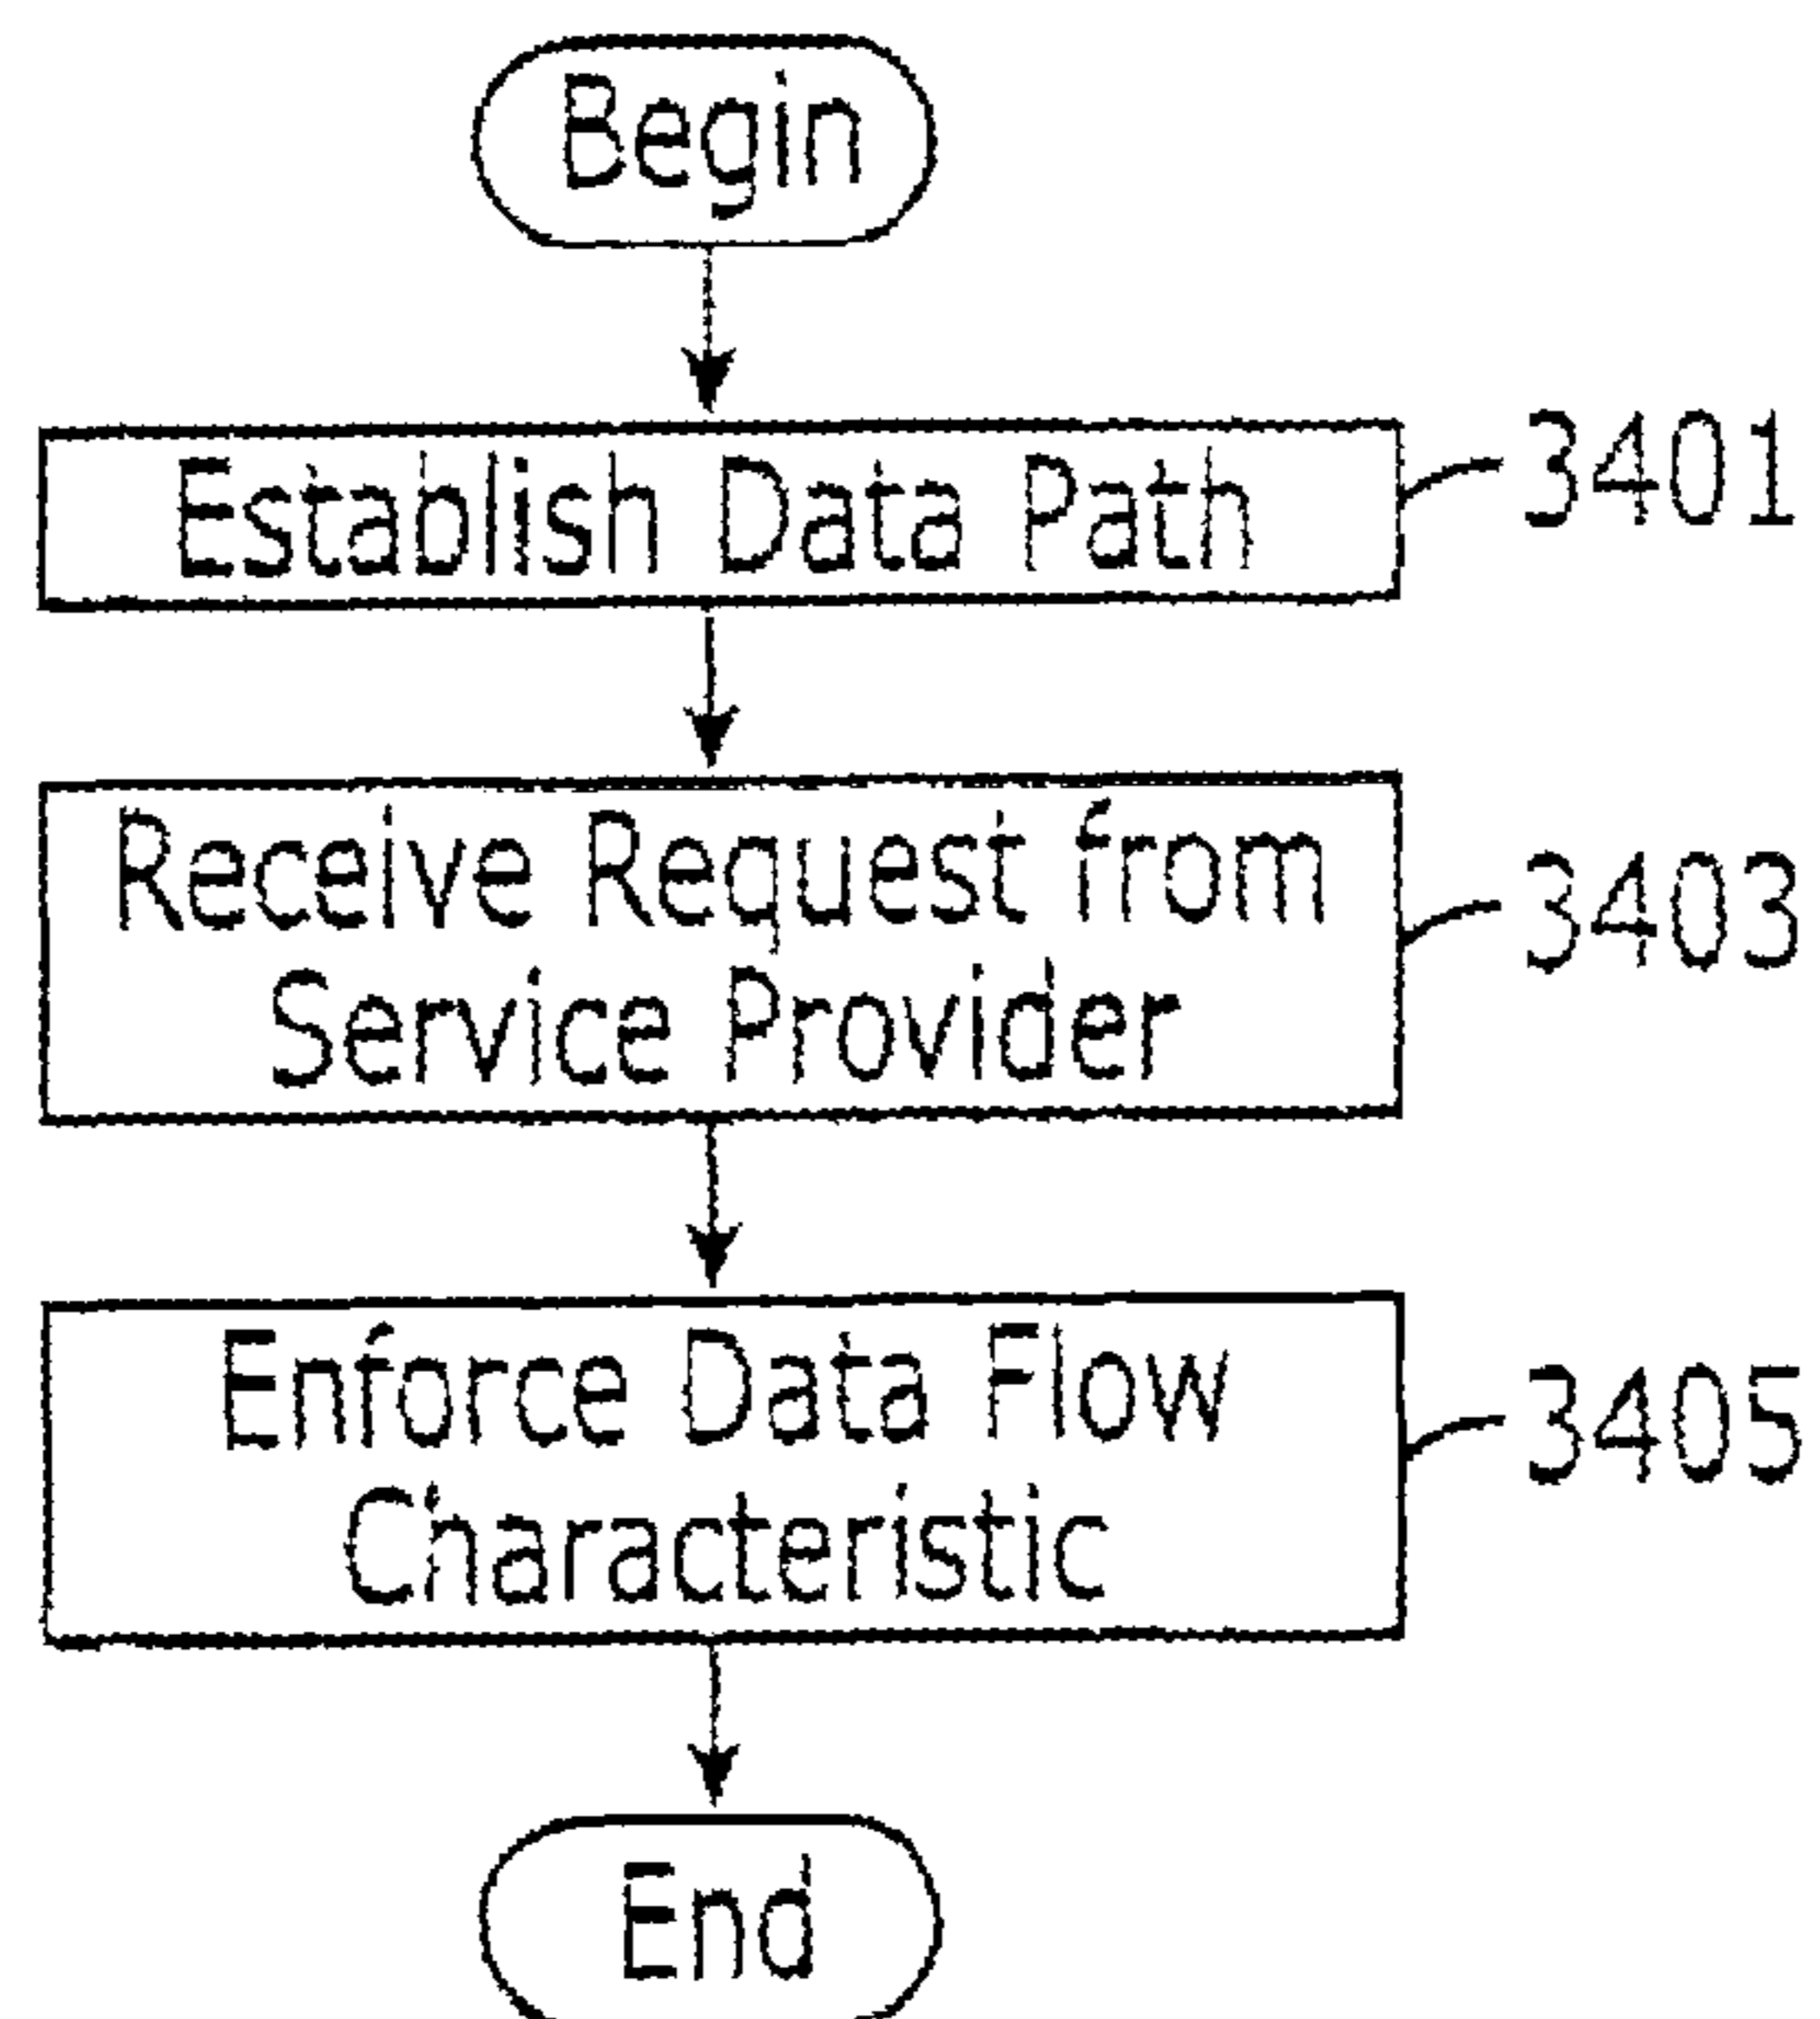 Begin
Establish Data Path
3401
Receive Request from
Service Provider
3403
Enforce Data Flow
Characteristic
3405
End